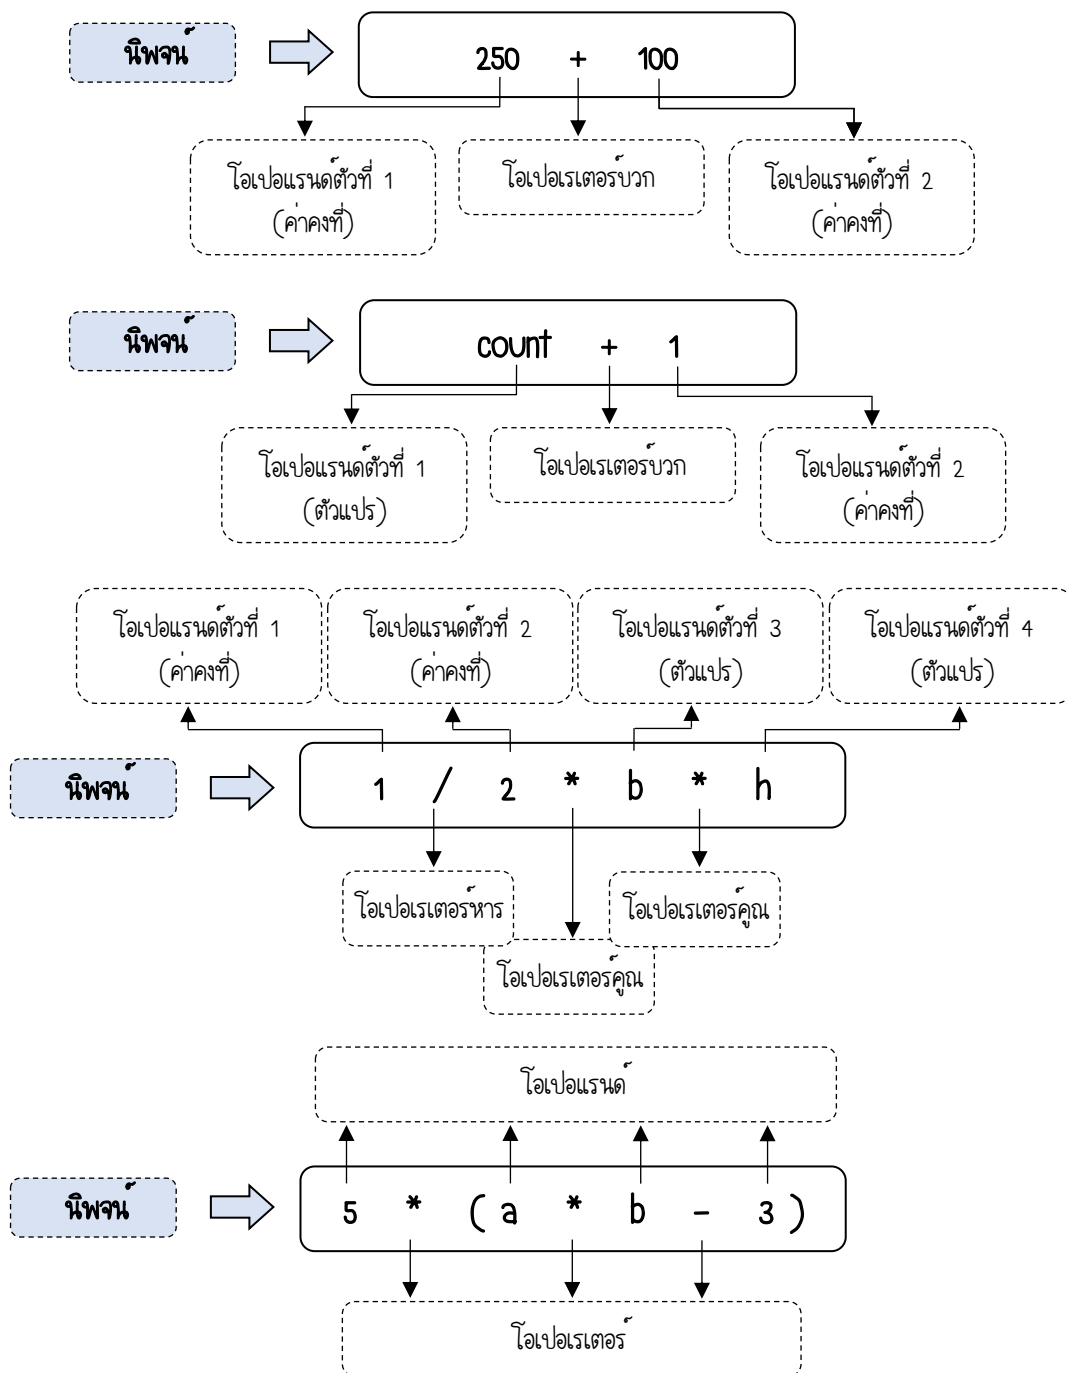 นิพจน์
250 + 100
โอเปอแรนด์ตัวที่ 1
(ค่าคงที่)
โอเปอเรเตอร์บวก
โอเปอแรนด์ตัวที่ 2
(ค่าคงที่)
นิพจน์
count + 1
โอเปอแรนด์ตัวที่ 1
(ตัวแปร)
โอเปอเรเตอร์บวก
โอเปอแรนด์ตัวที่ 2
(ค่าคงที่)
โอเปอแรนด์ตัวที่ 1
(ค่าคงที่)
โอเปอแรนด์ตัวที่ 2
(ค่าคงที่)
โอเปอแรนด์ตัวที่ 3
(ตัวแปร)
โอเปอแรนด์ตัวที่ 4
(ตัวแปร)
นิพจน์
1 / 2 * b * h
โอเปอเรเตอร์หาร
โอเปอเรเตอร์คูณ
โอเปอเรเตอร์คูณ
โอเปอแรนด์
นิพจน์
5 * ( a * b - 3 )
โอเปอเรเตอร์